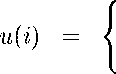 u(i) = {